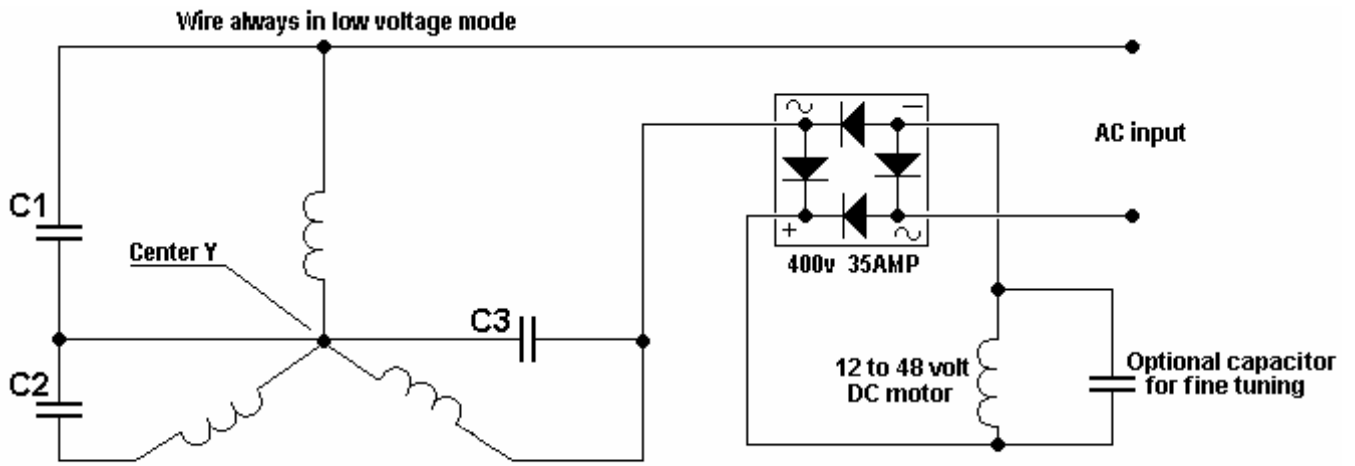 Wire always in low voltage mode
AC input
C1
Center Y
+
400v 35AMP
C3
C2
12 to 48 volt
DC motor
Optional capacitor
for fine tuning